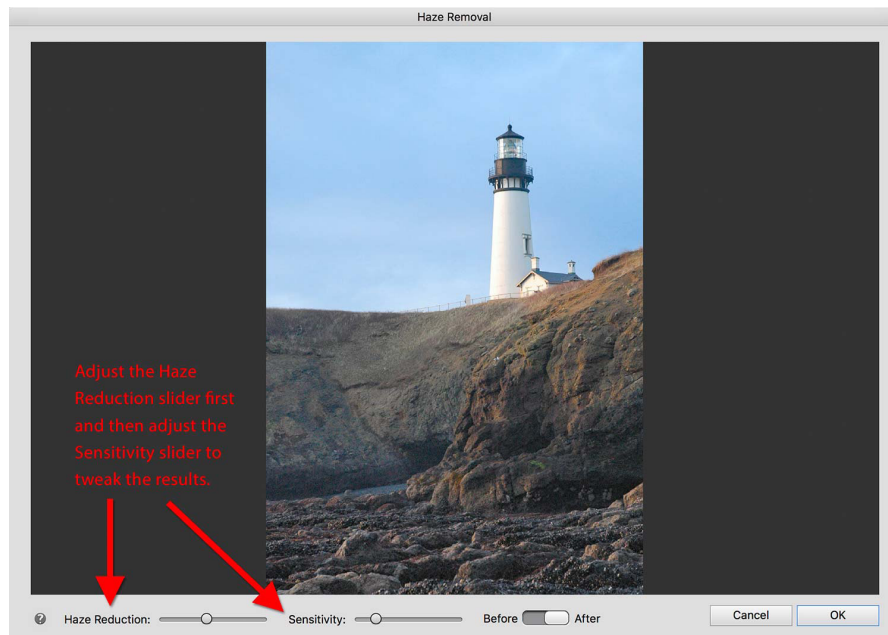 Haze Removal
Adjust the Haze
Reduction slider first
and then adjust the
Sensitivity slider to
tweak the results.
? Haze Reduction: Sensitivity: Before After Cancel OK